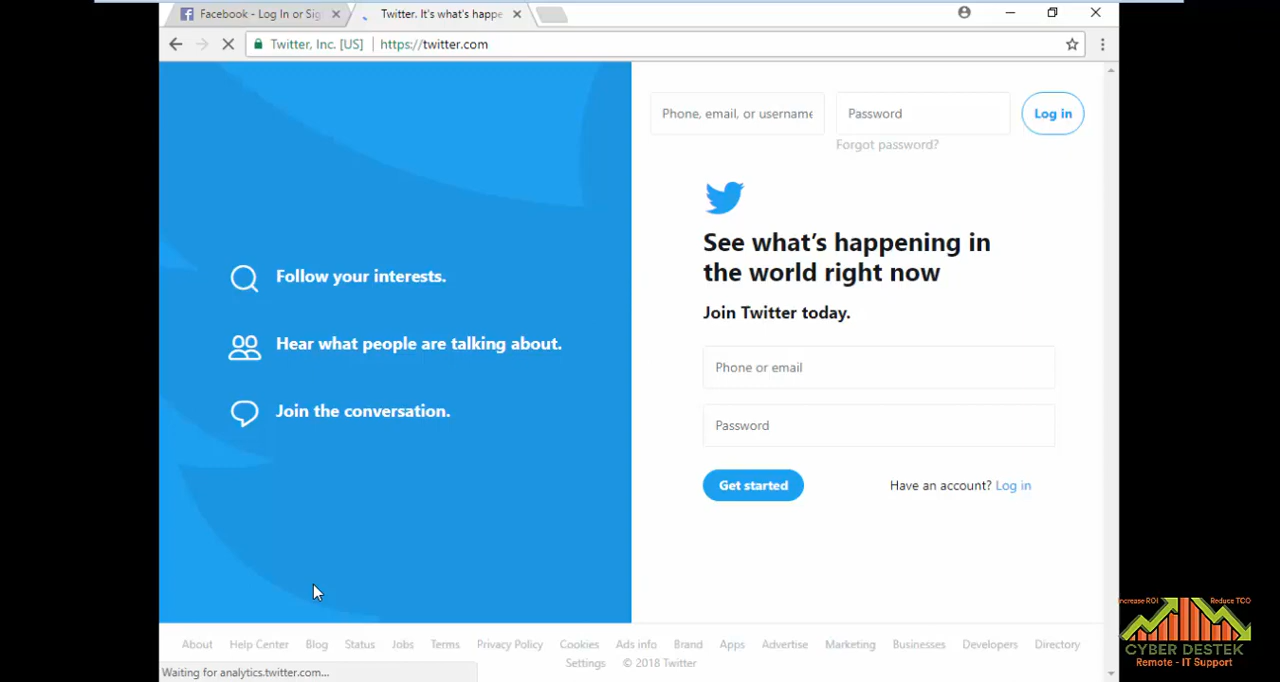 Facebook - Log In or Sig
Twitter. It's what's happe
Twitter, Inc. [US]
https://twitter.com
Phone, email, or username
Password
Log in
Forgot password?
See what's happening in
the world right now
Join Twitter today.
Follow your interests.
Hear what people are talking about.
Join the conversation.
Phone or email
Password
Get started
Have an account? Log in
About Help Center Blog Status Jobs Terms Privacy Policy Cookies Ads info Brand Apps Advertise Marketing Businesses Developers Directory
Settings © 2018 Twitter
Waiting for analytics.twitter.com...
Increase ROI
Reduce TCO
CYBER DESTEK
Remote - IT Support